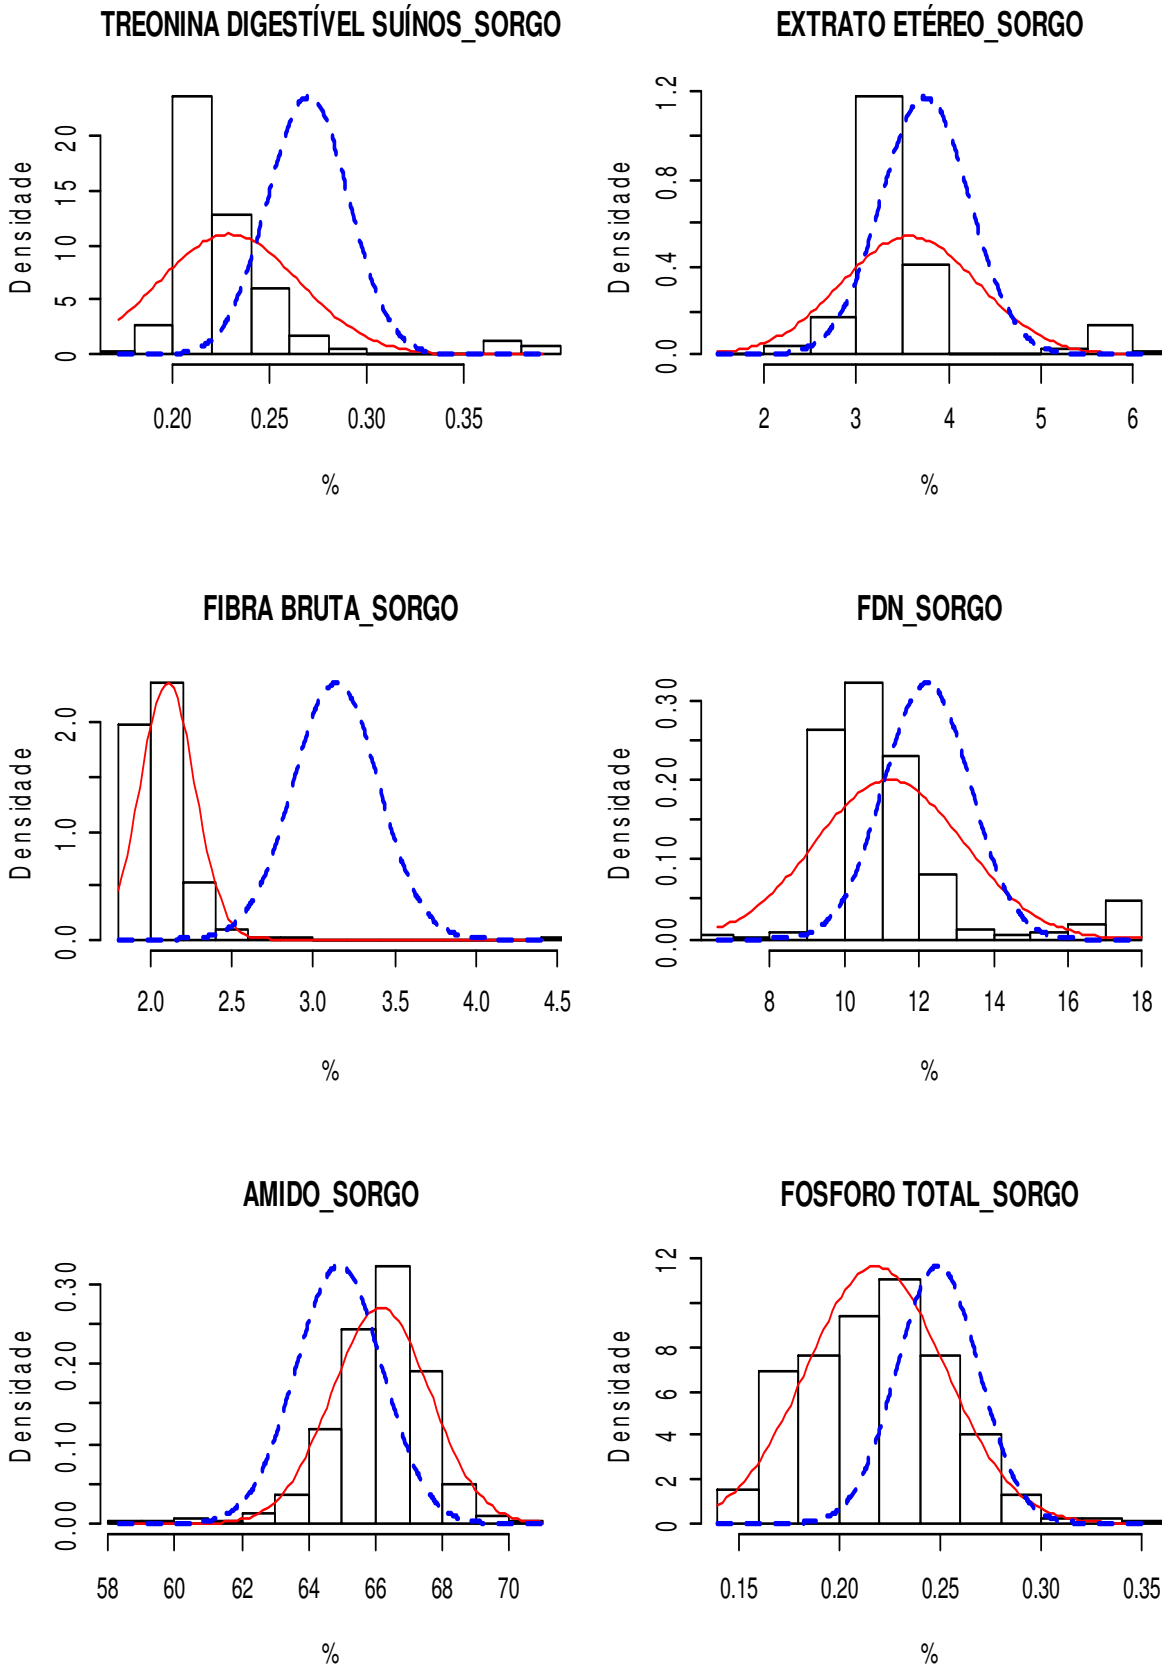 TREONINA DIGESTÍVEL SUÍNOS_SORGO
Densidade
0 5 10 15 20
0.20 0.25 0.30 0.35
%
EXTRATO ETÉREO_SORGO
Densidade
0.0 0.4 0.8 1.2
2 3 4 5 6
%
FIBRA BRUTA_SORGO
Densidade
0.0 1.0 2.0
2.0 2.5 3.0 3.5 4.0 4.5
%
FDN_SORGO
Densidade
0.00 0.10 0.20 0.30
8 10 12 14 16 18
%
AMIDO_SORGO
Densidade
0.00 0.10 0.20 0.30
58 60 62 64 66 68 70
%
FOSFORO TOTAL_SORGO
Densidade
0 2 4 6 8 12
0.15 0.20 0.25 0.30 0.35
%